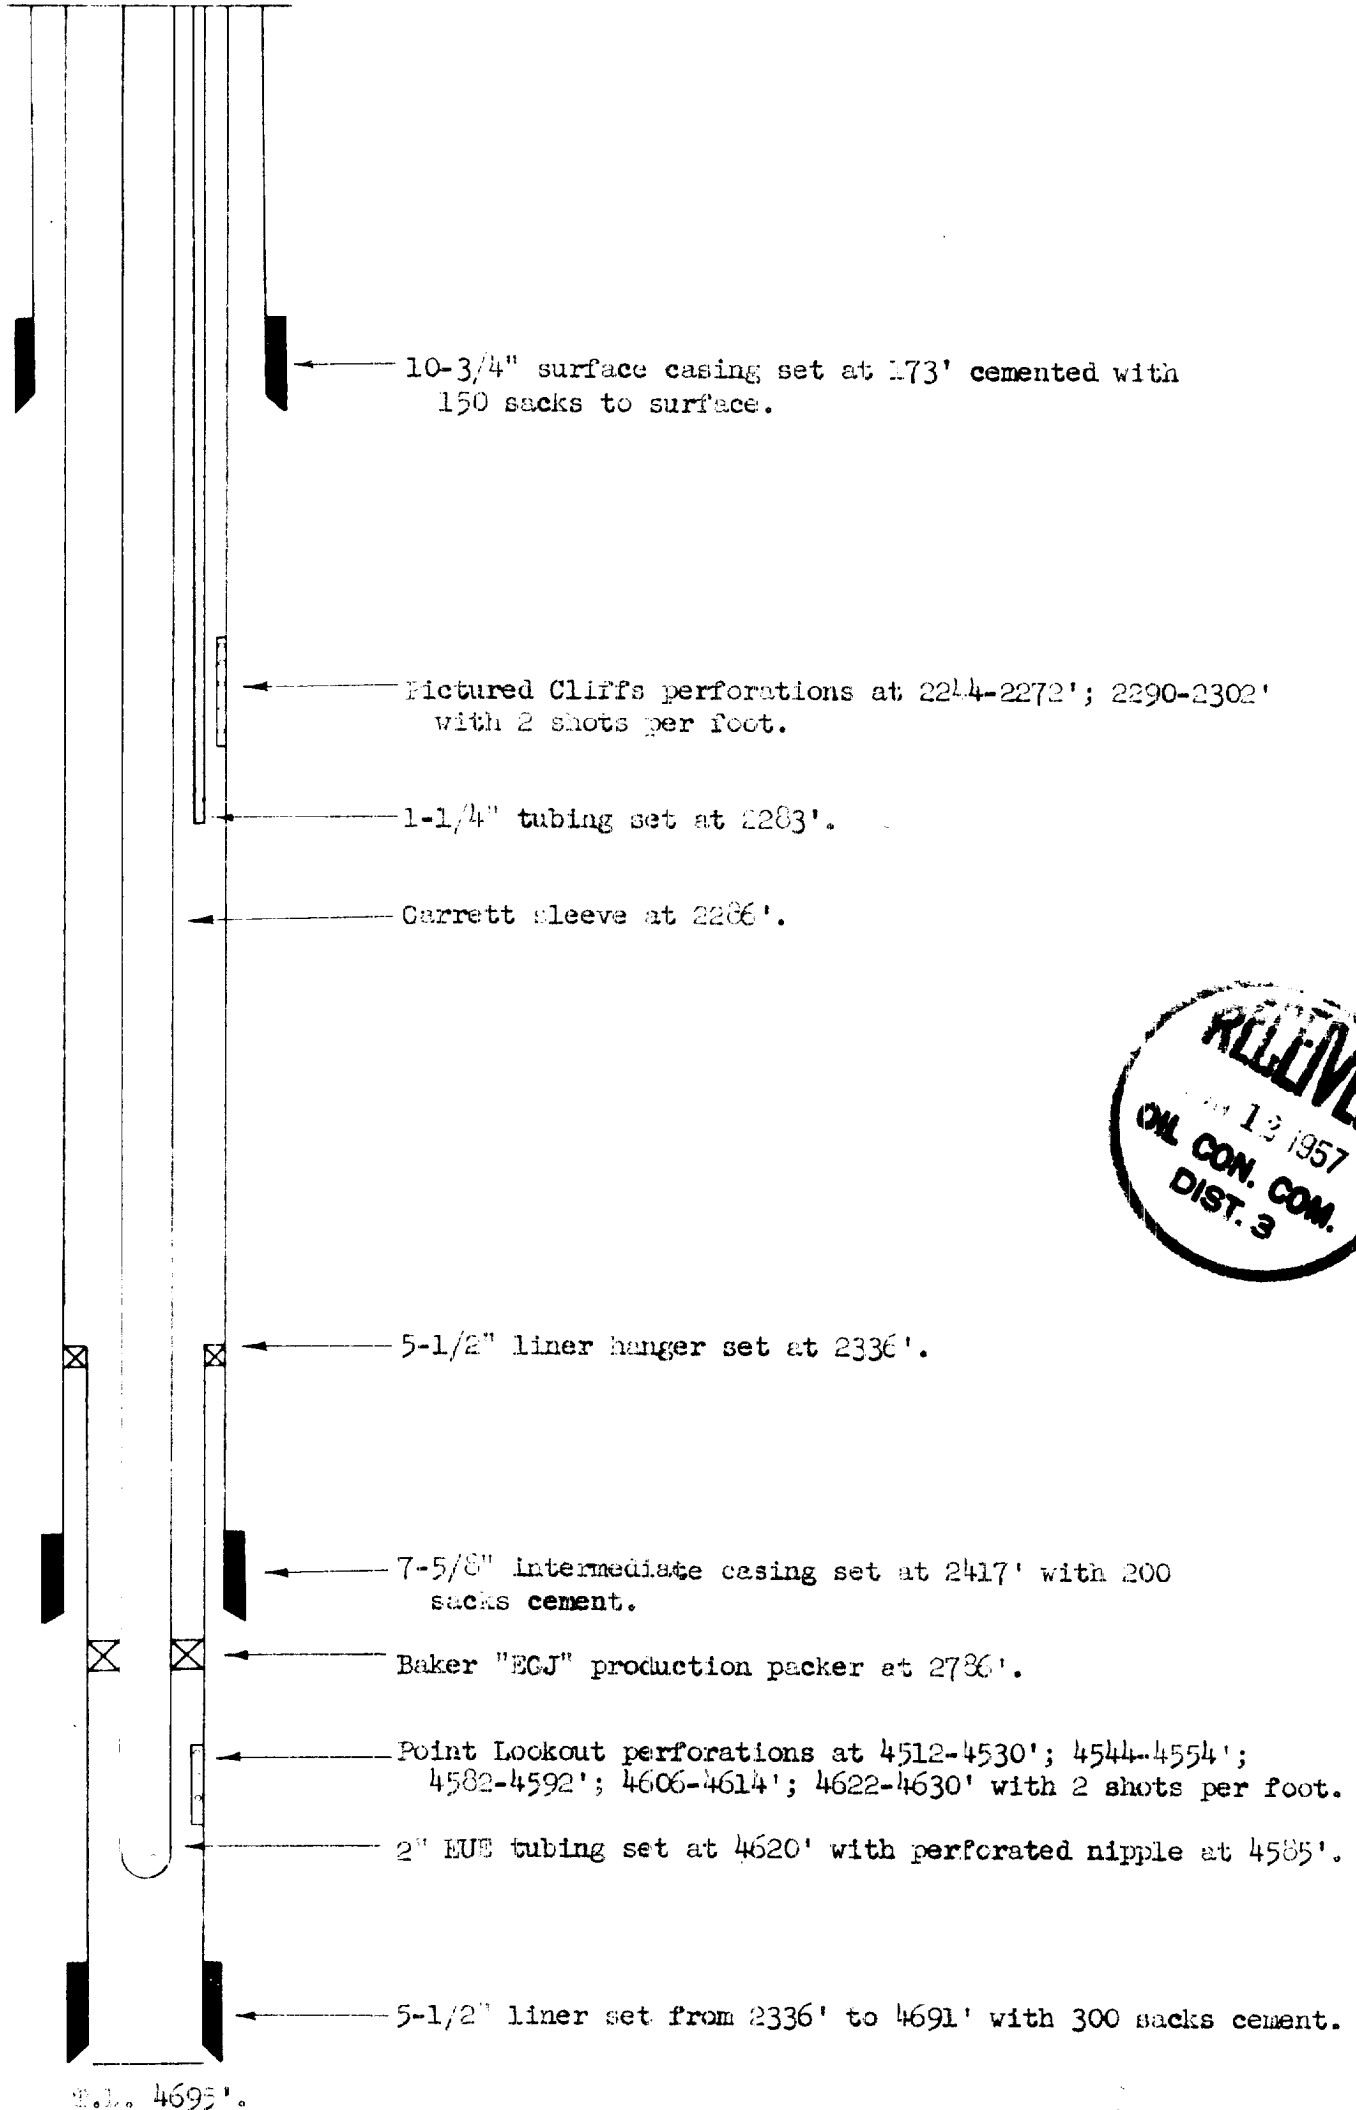 10-3/4" surface casing set at 173' cemented with
150 sacks to surface.
Pictured Cliffs perforations at 2244-2272'; 2290-2302'
with 2 shots per foot.
1-1/4" tubing set at 2283'.
Garrett sleeve at 2286'.
RECEIVE
12 1957
OIL CON. COM.
DIST. 3
5-1/2" liner hanger set at 2336'.
7-5/8" intermediate casing set at 2417' with 200
sacks cement.
Baker "EGJ" production packer at 2786'.
Point Lookout perforations at 4512-4530'; 4544-4554';
4582-4592'; 4606-4614'; 4622-4630' with 2 shots per foot.
2" EUE tubing set at 4620' with perforated nipple at 4585'.
5-1/2" liner set from 2336' to 4691' with 300 sacks cement.
4695'.